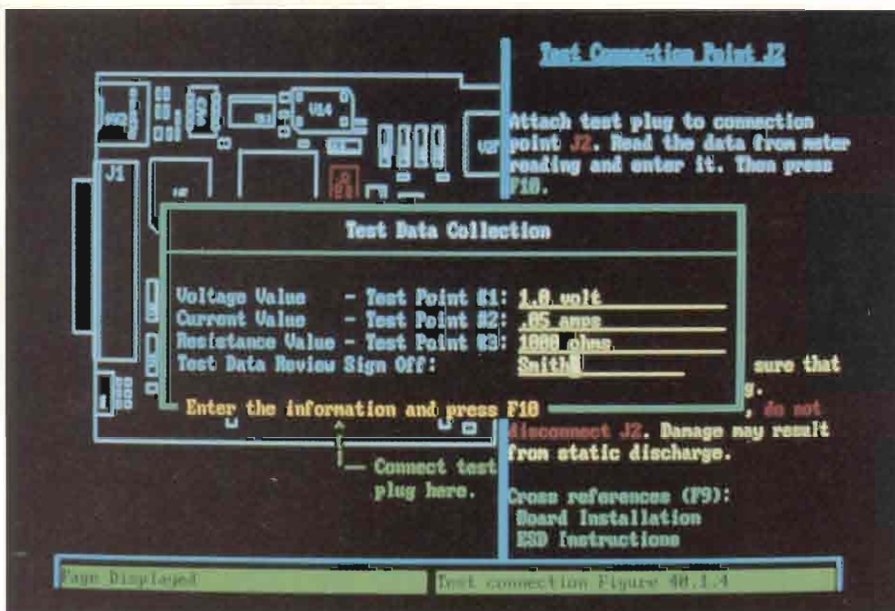 Test Connection Point J2
Attach test plug to connection
point J2. Read the data from meter
reading and enter it. Then press
F10.
V14
J1
Test Data Collection
Voltage Value - Test Point #1: 1.0 volt
Current Value - Test Point #2: .05 amps
Resistance Value - Test Point #3: 1000 ohms
Test Data Review Sign Off: Smith
Enter the information and press F10
sure that
g.
, do not
disconnect J2. Damage may result
from static discharge.
Connect test
plug here.
Cross references (F9):
Board Installation
ESD Instructions
Page Displayed
Test connection Figure 40.1.4